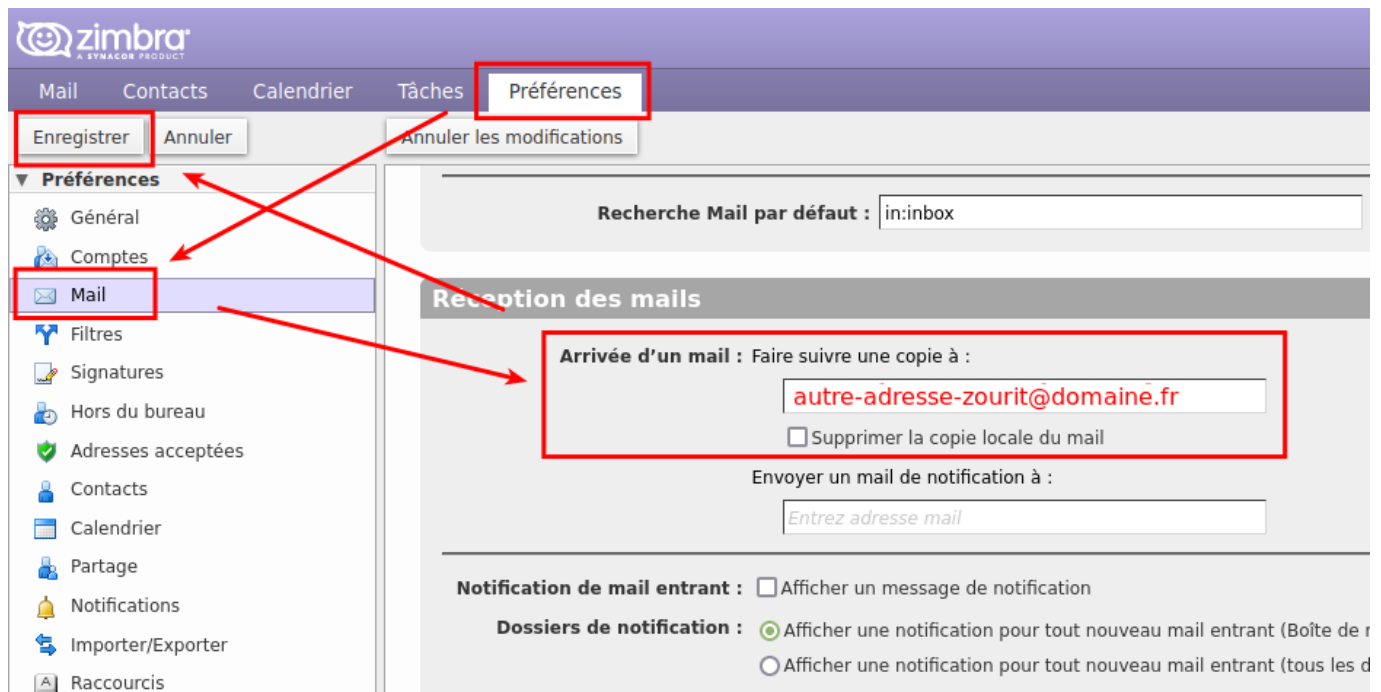 zimbra
A SYNACOR PRODUCT
Mail Contacts Calendrier Tâches Préférences
Enregistrer Annuler Annuler les modifications
Préférences
Général
Comptes
Mail
Filtres
Signatures
Hors du bureau
Adresses acceptées
Contacts
Calendrier
Partage
Notifications
Importer/Exporter
Raccourcis
Recherche Mail par défaut : in:inbox
Réception des mails
Arrivée d’un mail : Faire suivre une copie à :
autre-adresse-zourit@domaine.fr
Supprimer la copie locale du mail
Envoyer un mail de notification à :
Entrez adresse mail
Notification de mail entrant : Afficher un message de notification
Dossiers de notification : Afficher une notification pour tout nouveau mail entrant (Boîte de
Afficher une notification pour tout nouveau mail entrant (tous les